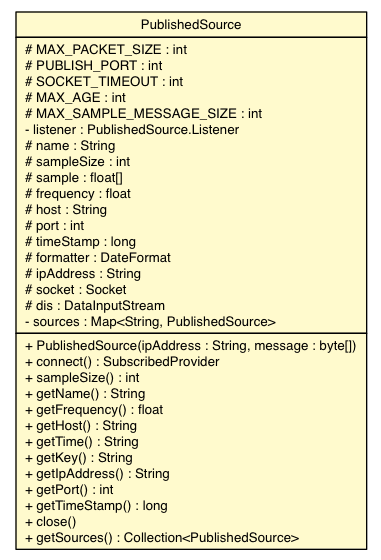 PublishedSource
# MAX_PACKET_SIZE : int
# PUBLISH_PORT : int
# SOCKET_TIMEOUT : int
# MAX_AGE : int
# MAX_SAMPLE_MESSAGE_SIZE : int
- listener : PublishedSource.Listener
# name : String
# sampleSize : int
# sample : float[]
# frequency : float
# host : String
# port : int
# timeStamp : long
# formatter : DateFormat
# ipAddress : String
# socket : Socket
# dis : DataInputStream
- sources : Map<String, PublishedSource>
+ PublishedSource(ipAddress : String, message : byte[])
+ connect() : SubscribedProvider
+ sampleSize() : int
+ getName() : String
+ getFrequency() : float
+ getHost() : String
+ getTime() : String
+ getKey() : String
+ getIpAddress() : String
+ getPort() : int
+ getTimeStamp() : long
+ close()
+ getSources() : Collection<PublishedSource>